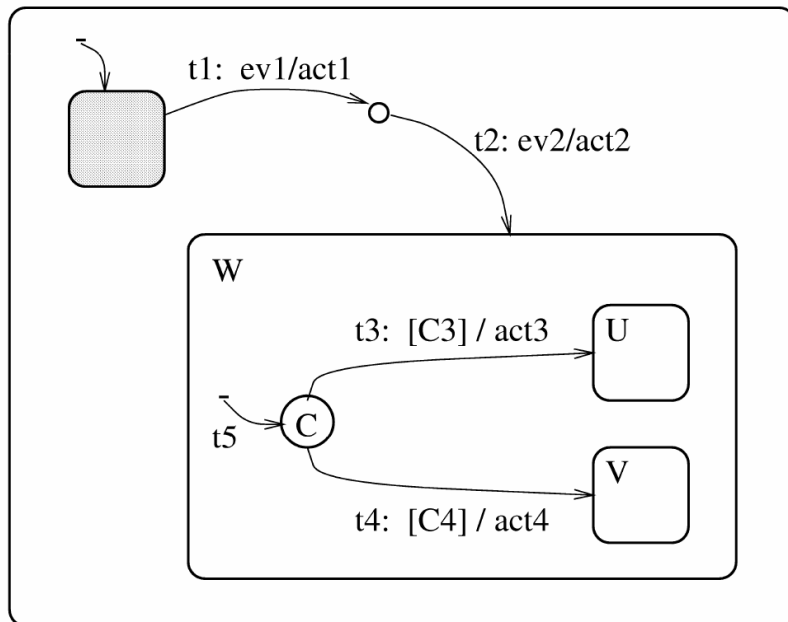 t1: ev1/act1
t2: ev2/act2
W
t3: [C3] / act3
U
C
t5
V
t4: [C4] / act4